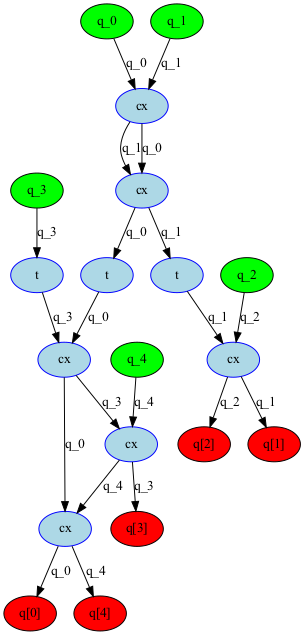 q_0 q_1
q_0 q_1
cx
q_1 q_0
q_3 cx
q_3 q_0 q_1
t t t q_2
q_3 q_0 q_1 q_2
cx q_4 cx
q_3 q_4 q_2 q_1
q_0 cx q[2] q[1]
q_4 q_3
cx q[3]
q_0 q_4
q[0] q[4]